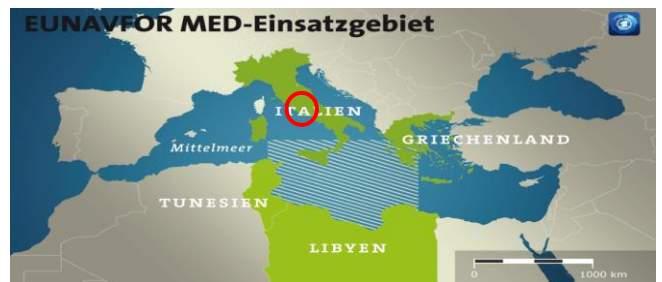 EUNAVFOR MED-Einsatzgebiet
ITALIEN
GRIECHENLAND
Mittelmeer
TUNESIEN
LIBYEN
0 1000 km